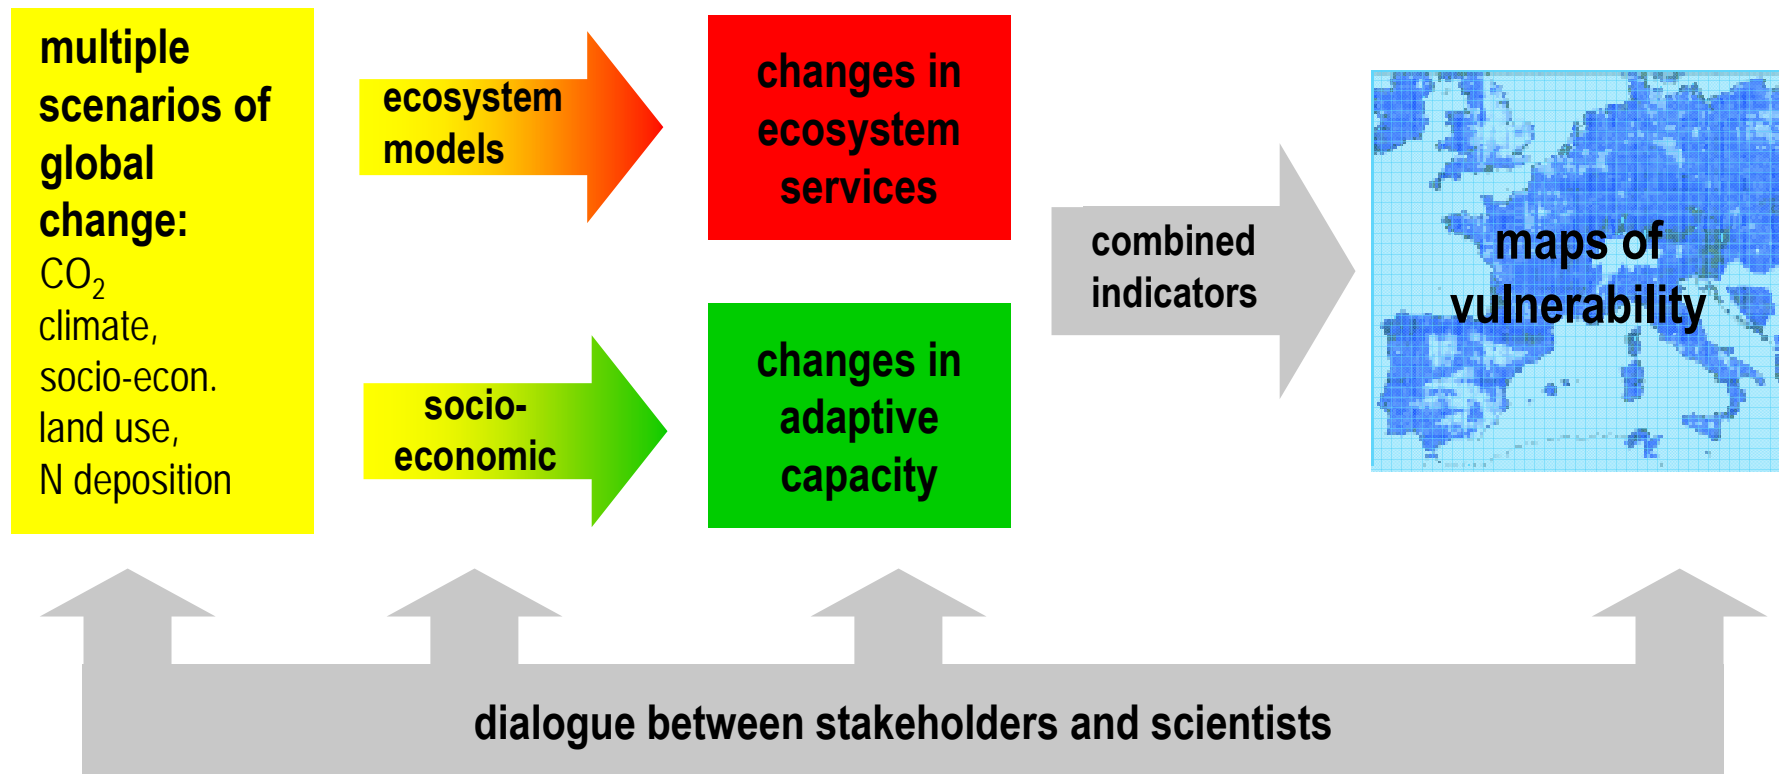 multiple
scenarios of
global
change:
CO₂
climate,
socio-econ.
land use,
N deposition
ecosystem
models
changes in
ecosystem
services
socio-
economic
changes in
adaptive
capacity
combined
indicators
maps of
vulnerability
dialogue between stakeholders and scientists